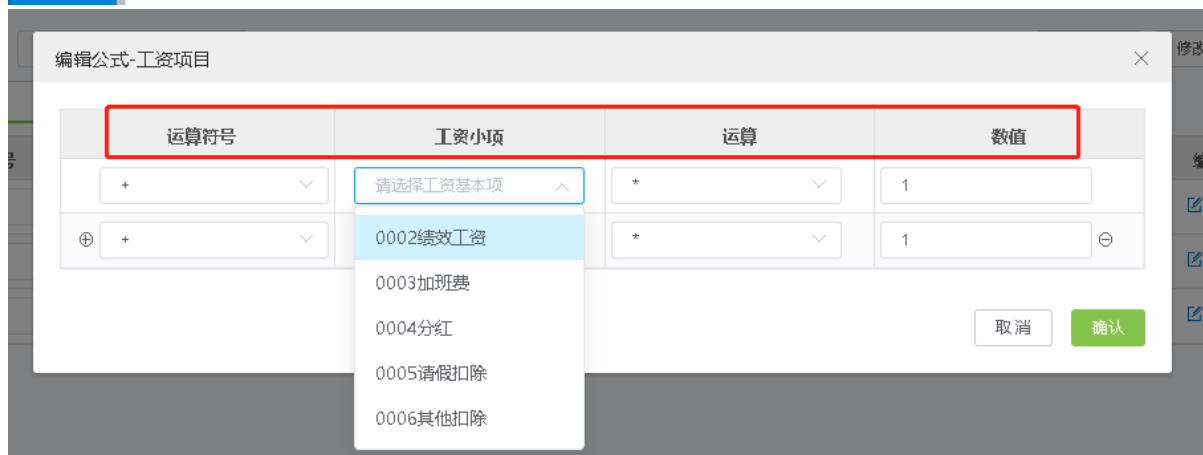 编辑公式-工资项目
修改
号
运算符号 工资小项 运算 数值
+ 请选择工资基本项 * 1
+ * 1
0002绩效工资
0003加班费
0004分红
取消 确认
0005请假扣除
0006其他扣除